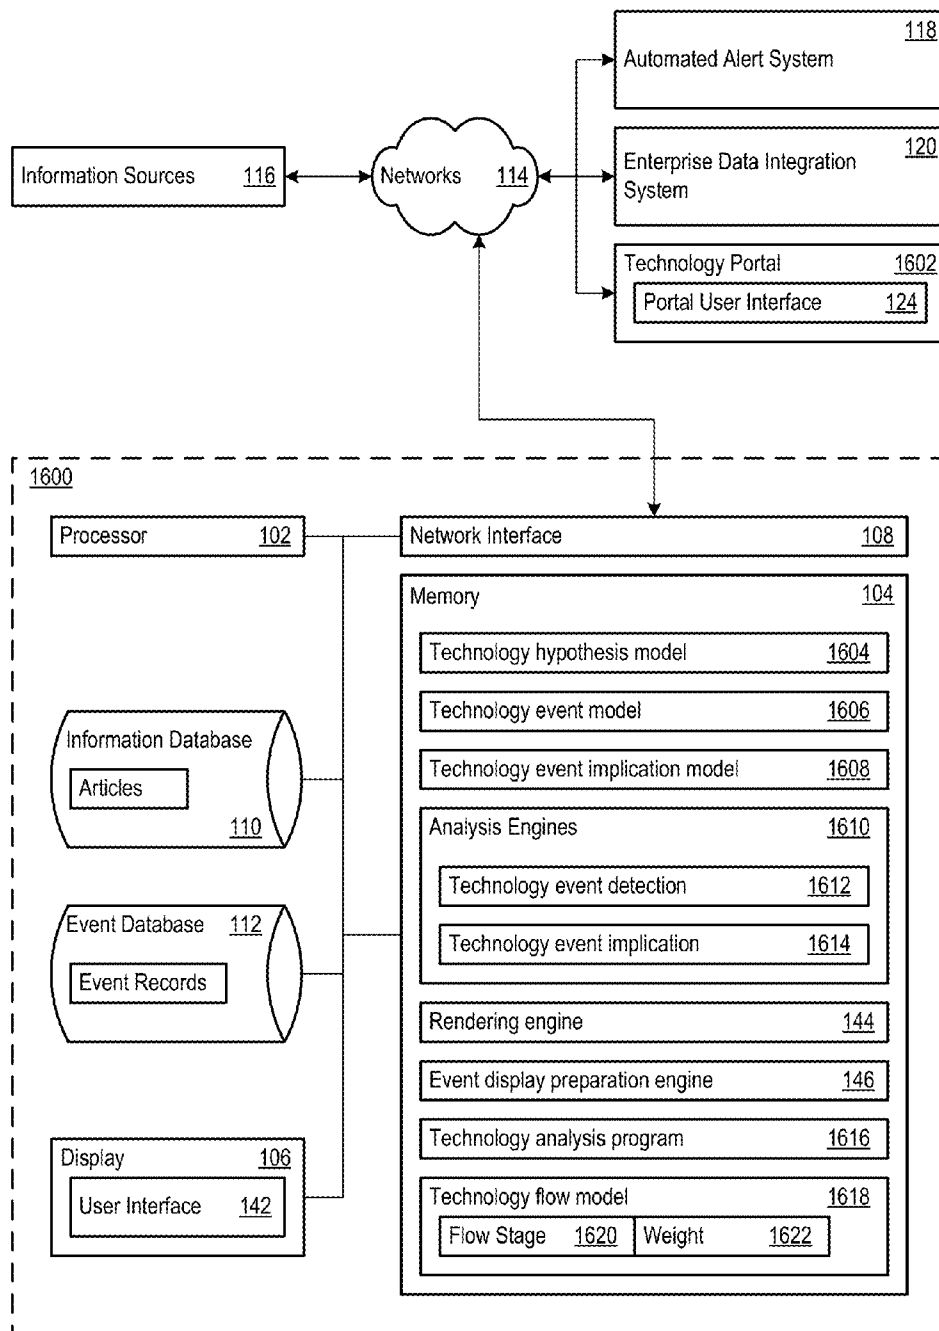 118
Automated Alert System
Information Sources 116
Networks 114
120
Enterprise Data Integration
System
Technology Portal 1602
Portal User Interface 124
1600
Processor 102
Network Interface 108
Memory 104
Technology hypothesis model 1604
Technology event model 1606
Technology event implication model 1608
Information Database
Articles
110
Analysis Engines 1610
Technology event detection 1612
Technology event implication 1614
Event Database 112
Event Records
Rendering engine 144
Event display preparation engine 146
Technology analysis program 1616
Display 106
User Interface 142
Technology flow model 1618
Flow Stage 1620 Weight 1622